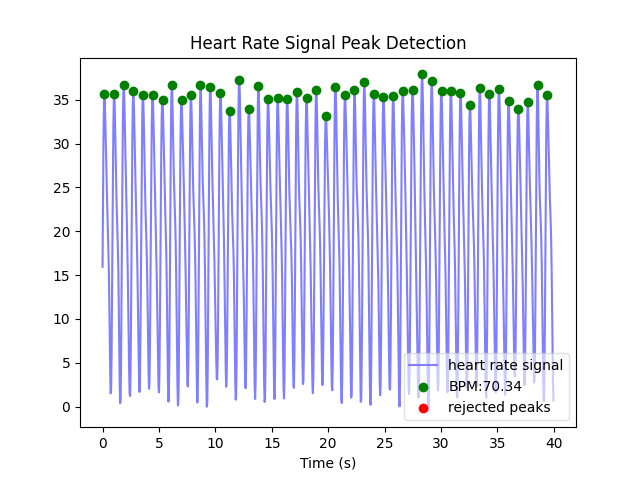 Heart Rate Signal Peak Detection
35
30
25
20
15
10
5
0
heart rate signal
BPM:70.34
rejected peaks
0 5 10 15 20 25 30 35 40
Time (s)